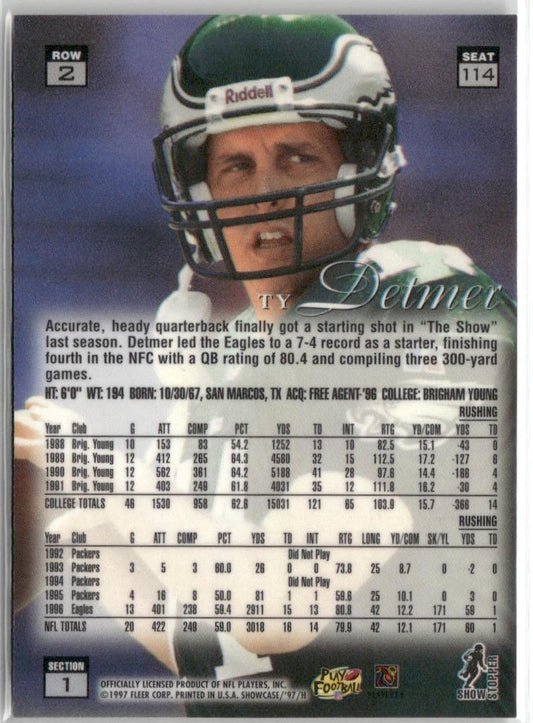 ROW
2
SEAT
114
Riddell
TY Detmer
Accurate, heady quarterback finally got a starting shot in "The Show"
last season. Detmer led the Eagles to a 7-4 record as a starter, finishing
fourth in the NFC with a QB rating of 80.4 and compiling three 300-yard
games.
HT: 6'0" WT: 194 BORN: 10/30/67, SAN MARCOS, TX ACQ: FREE AGENT-'96 COLLEGE: BRIGHAM YOUNG
RUSHING
Year Club G ATT COMP PCT YDS TD INT RTG YD/COM YDS TD
1988 Brig. Young 10 153 83 54.2 1252 13 10 82.5 15.1 -43 0
1989 Brig. Young 12 412 265 64.3 4560 32 15 112.5 17.2 -127 6
1990 Brig. Young 12 562 361 64.2 5188 41 28 97.6 14.4 -166 4
1991 Brig. Young 12 403 249 61.8 4031 35 12 111.8 16.2 -30 4
COLLEGE TOTALS 46 1530 958 62.6 15031 121 65 103.9 15.7 -366 14
RUSHING
Year Club G ATT COMP PCT YDS TD INT RTG LONG YD/COM SK/YL YDS TD
1992 Packers Did Not Play
1993 Packers 3 5 3 60.0 26 0 0 73.8 25 8.7 0 -2 0
1994 Packers Did Not Play
1995 Packers 4 16 8 50.0 81 1 1 59.6 25 10.1 0 3 0
1996 Eagles 13 401 238 59.4 2911 15 13 80.8 42 12.2 171 59 1
NFL TOTALS 20 422 249 59.0 3018 16 14 79.9 42 12.1 171 60 1
SECTION
1
OFFICIALLY LICENSED PRODUCT OF NFL PLAYERS, INC.
©1997 FLEER CORP. PRINTED IN U.S.A. SHOWCASE/'97/H
PLAY
FOOTBALL
PLAYERS
SHOW
STOPPER